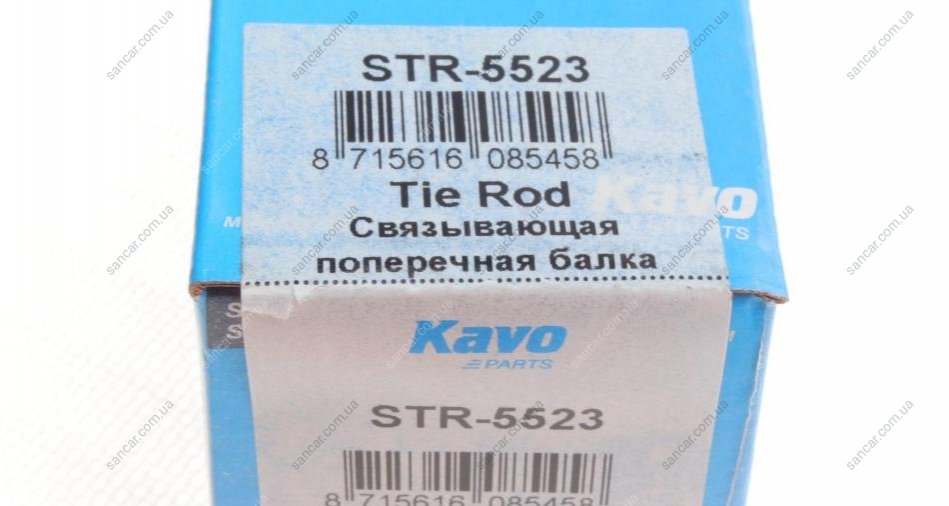 STR-5523
8 715616 085458
Tie Rod
Kavo
Связывающая
TS
поперечная балка
Kavo
PARTS
STR-5523
8 715616 085458
sancar.com.ua